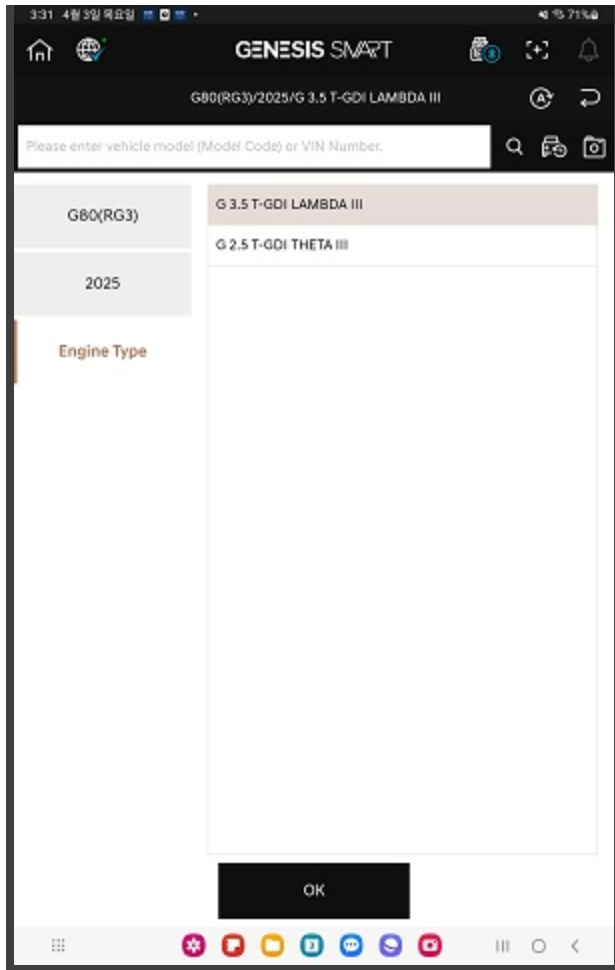 3:31 4월 3일 목요일
71%
GENESIS SMART
G80(RG3)/2025/G 3.5 T-GDI LAMBDA III
Please enter vehicle model (Model Code) or VIN Number.
G80(RG3)
2025
Engine Type
G 3.5 T-GDI LAMBDA III
G 2.5 T-GDI THETA III
OK